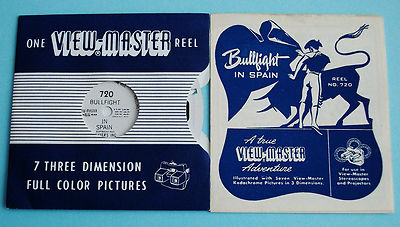 ONE VIEW-MASTER REEL
720
BULLFIGHT
IN
SPAIN
7 THREE DIMENSION
FULL COLOR PICTURES
Bullfight
IN SPAIN
REEL
NO. 720
A true
VIEW-MASTER
Adventure
Illustrated with Seven View-Master
Kodachrome Pictures in 3 Dimensions.
For use in
View-Master
Stereoscopes
and Projectors